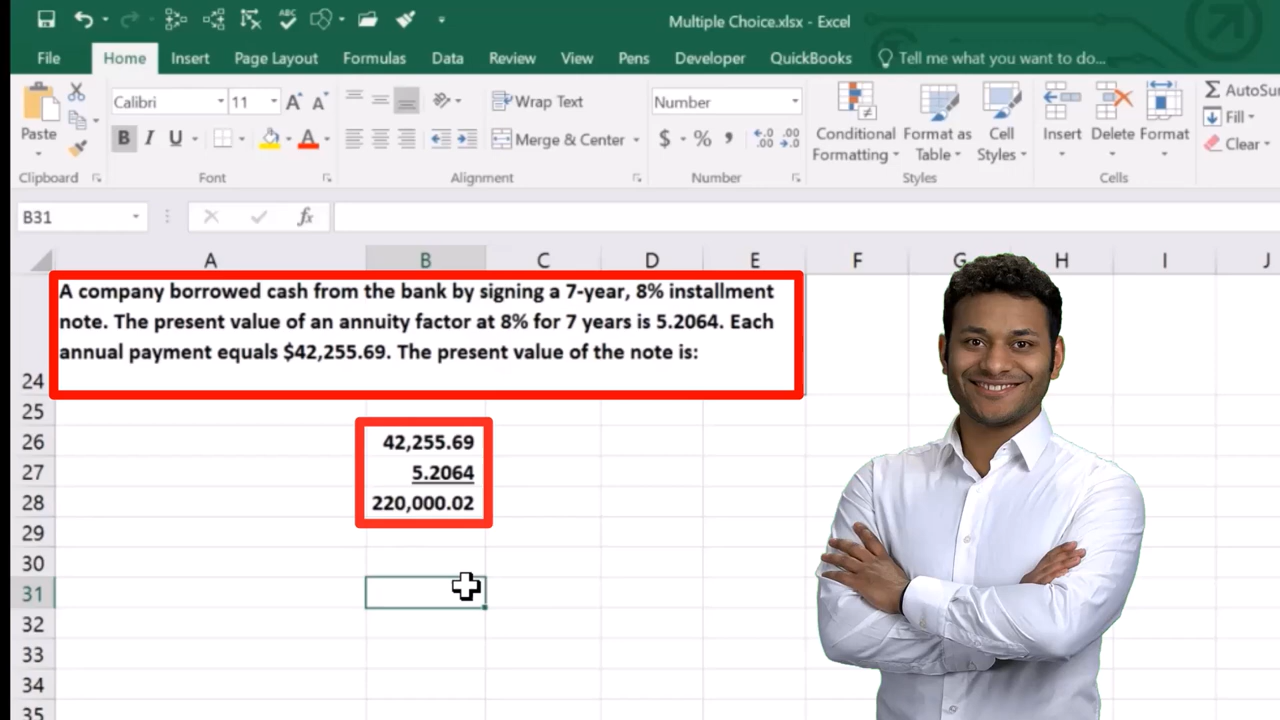 Multiple Choice.xlsx - Excel
File Home Insert Page Layout Formulas Data Review View Pens Developer QuickBooks Tell me what you want to do...
Calibri 11 A A Wrap Text Number AutoSu
Paste B I U A Merge & Center $ % , .0 .00 .00 .0 Conditional Formatting Format as Table Cell Styles Insert Delete Format Fill Clear
Clipboard Font Alignment Number Styles Cells
B31 fx
A B C D E F G H I J
A company borrowed cash from the bank by signing a 7-year, 8% installment
note. The present value of an annuity factor at 8% for 7 years is 5.2064. Each
annual payment equals $42,255.69. The present value of the note is:
24
25
26 42,255.69
27 5.2064
28 220,000.02
29
30
31
32
33
34
35